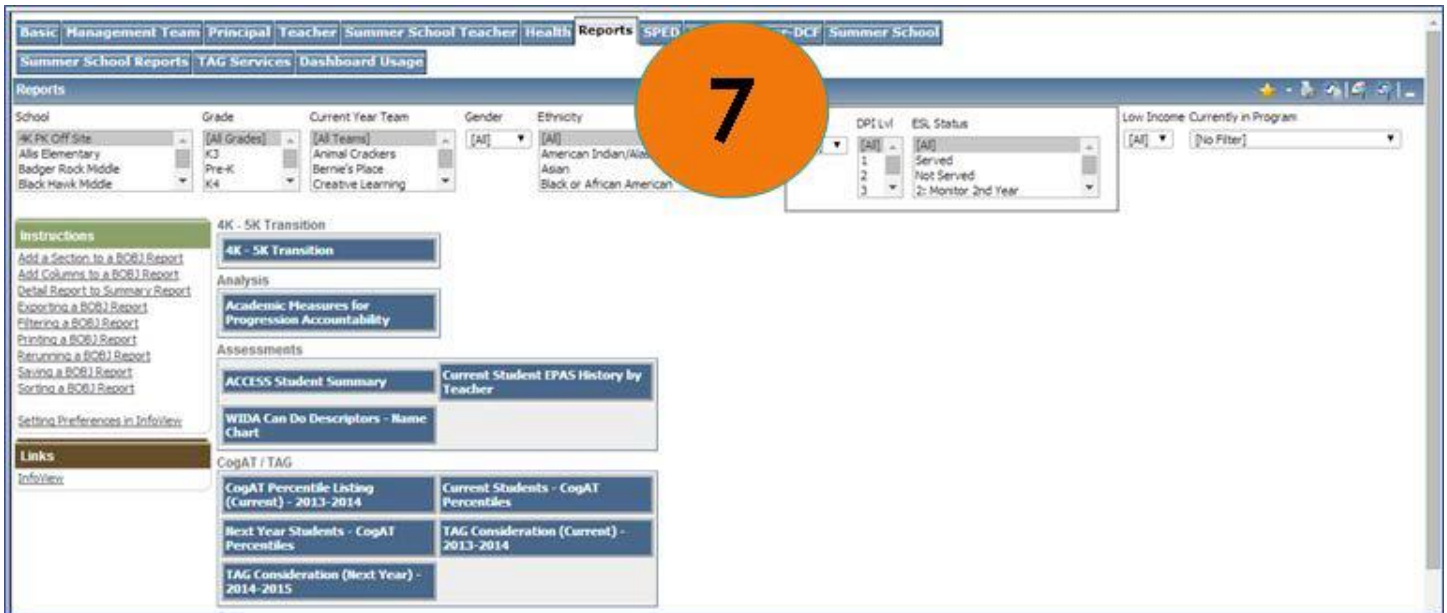 Basic Management Team Principal Teacher Summer School Teacher Health Reports SPED -DCF Summer School
Summer School Reports TAG Services Dashboard Usage
7
Reports
School Grade Current Year Team Gender Ethnicity DPI Lvl ESL Status Low Income Currently in Program
4K PK Off Site [All Grades] [All Teams] [All] [All] [All] [All] [All] [No Filter]
Allis Elementary K3 Animal Crackers American Indian/Alas 1 Served
Badger Rock Middle Pre-K Bernie's Place Asian 2 Not Served
Black Hawk Middle K4 Creative Learning Black or African American 3 2: Monitor 2nd Year
Instructions
Add a Section to a BOBJ Report
Add Columns to a BOBJ Report
Detail Report to Summary Report
Exporting a BOBJ Report
Filtering a BOBJ Report
Printing a BOBJ Report
Rerunning a BOBJ Report
Saving a BOBJ Report
Sorting a BOBJ Report
Setting Preferences in InfoView
Links
InfoView
4K - 5K Transition
4K - 5K Transition
Analysis
Academic Measures for
Progression Accountability
Assessments
ACCESS Student Summary
Current Student EPAS History by
Teacher
WIDA Can Do Descriptors - Name
Chart
CogAT / TAG
CogAT Percentile Listing
(Current) - 2013-2014
Current Students - CogAT
Percentiles
Next Year Students - CogAT
Percentiles
TAG Consideration (Current) -
2013-2014
TAG Consideration (Next Year) -
2014-2015